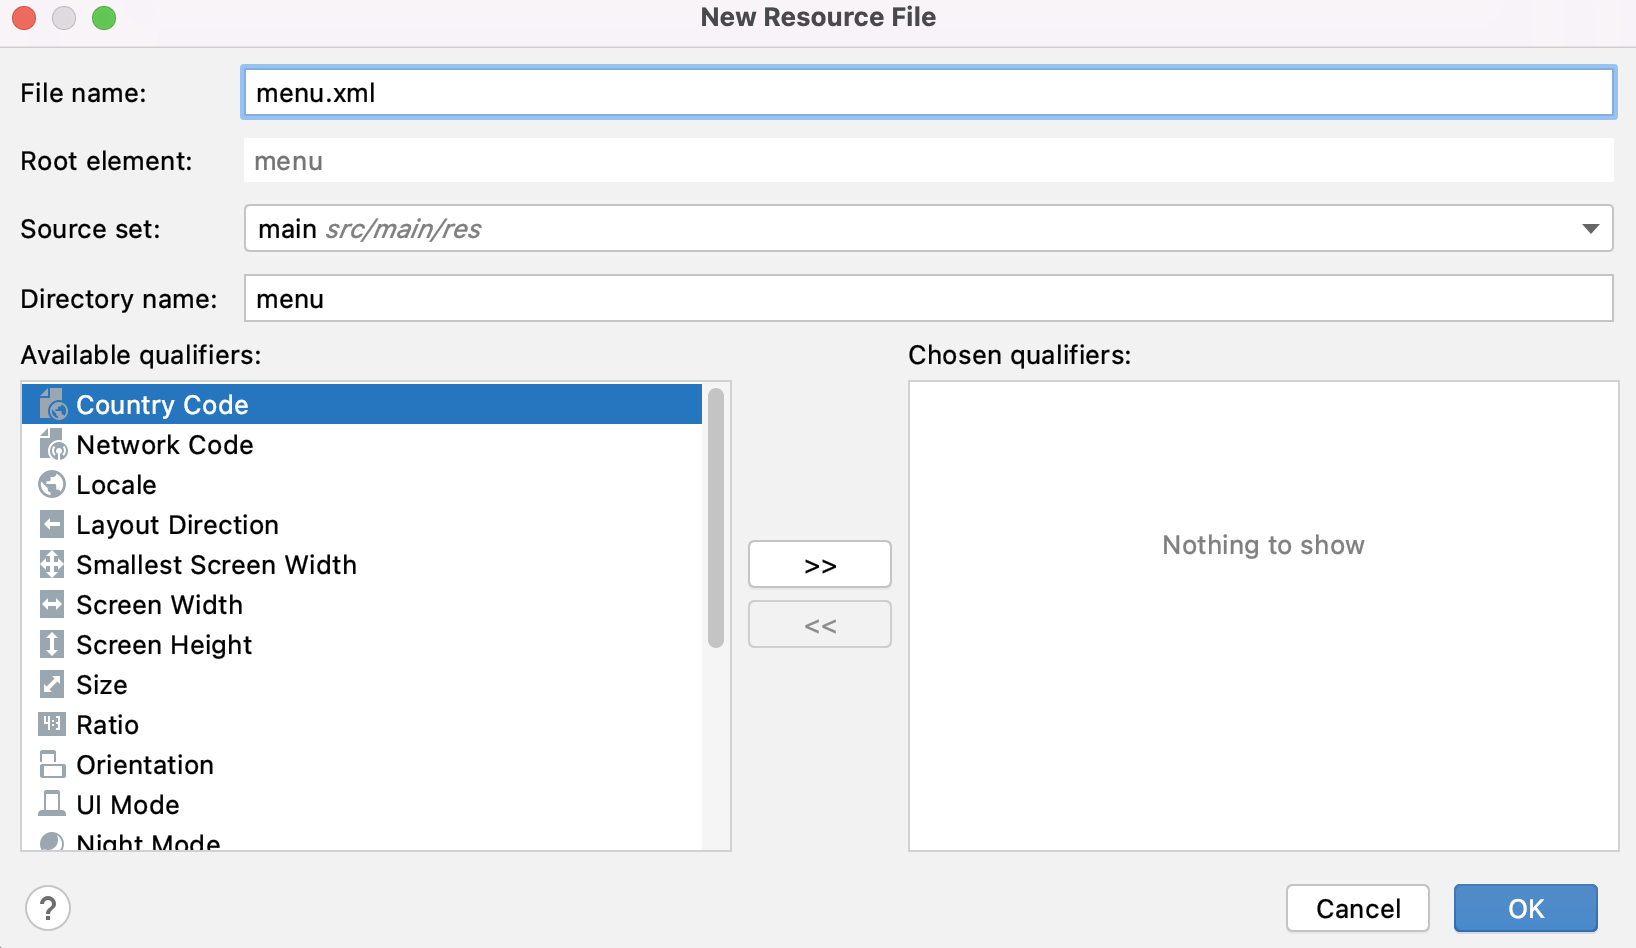 New Resource File
File name: menu.xml
Root element: menu
Source set: main src/main/res
Directory name: menu
Available qualifiers:
Chosen qualifiers:
Country Code
Network Code
Locale
Layout Direction
Smallest Screen Width
Screen Width
Screen Height
Size
4:3 Ratio
Orientation
UI Mode
Night Mode
>>
<<
Nothing to show
?
Cancel
OK